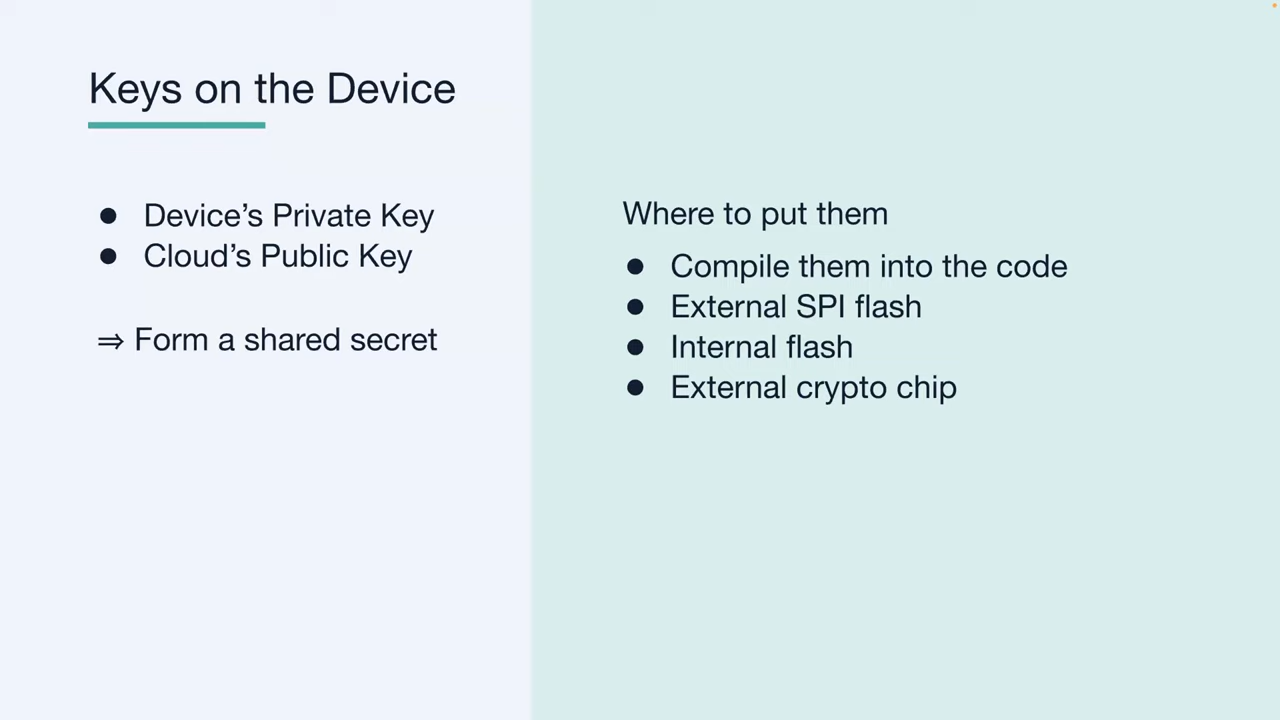 Keys on the Device
● Device’s Private Key
● Cloud’s Public Key
⇒ Form a shared secret
Where to put them
● Compile them into the code
● External SPI flash
● Internal flash
● External crypto chip